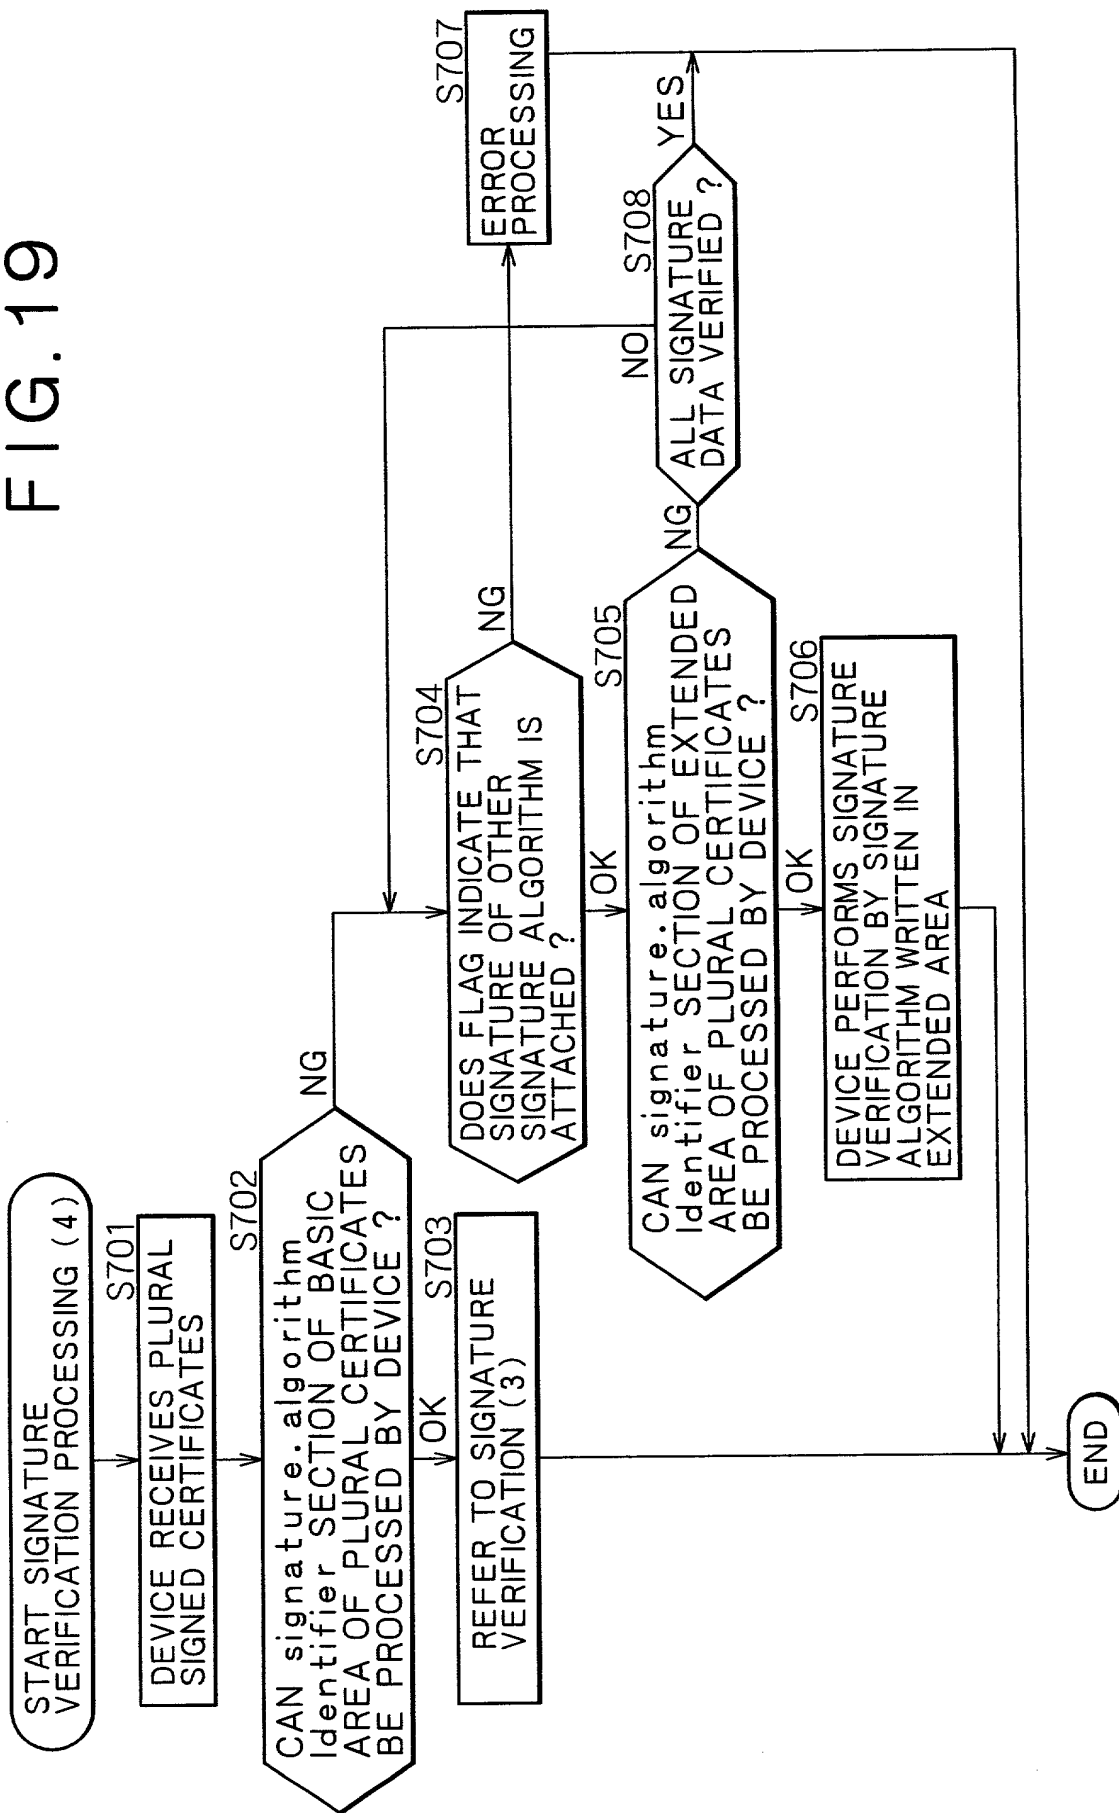 FIG. 19
START SIGNATURE
VERIFICATION PROCESSING (4)
S701
DEVICE RECEIVES PLURAL
SIGNED CERTIFICATES
S702
CAN signature.algorithm
Identifier SECTION OF BASIC
AREA OF PLURAL CERTIFICATES
BE PROCESSED BY DEVICE ?
NG
OK
S703
REFER TO SIGNATURE
VERIFICATION (3)
S704
DOES FLAG INDICATE THAT
SIGNATURE OF OTHER
SIGNATURE ALGORITHM IS
ATTACHED ?
NG
OK
S705
CAN signature.algorithm
Identifier SECTION OF EXTENDED
AREA OF PLURAL CERTIFICATES
BE PROCESSED BY DEVICE ?
NG
OK
S706
DEVICE PERFORMS SIGNATURE
VERIFICATION BY SIGNATURE
ALGORITHM WRITTEN IN
EXTENDED AREA
S707
ERROR
PROCESSING
S708
ALL SIGNATURE
DATA VERIFIED ?
NO
YES
END